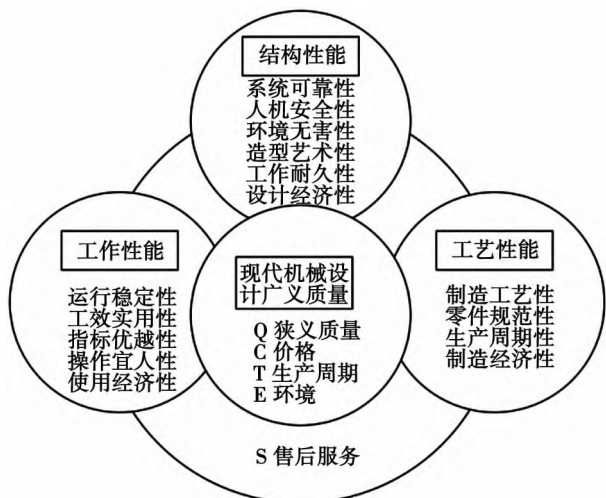 结构性能
系统可靠性
人机安全性
环境无害性
造型艺术性
工作耐久性
设计经济性
工作性能
运行稳定性
工效实用性
指标优越性
操作宜人性
使用经济性
现代机械设
计广义质量
Q 狭义质量
C 价格
T 生产周期
E 环境
工艺性能
制造工艺性
零件规范性
生产周期性
制造经济性
S 售后服务